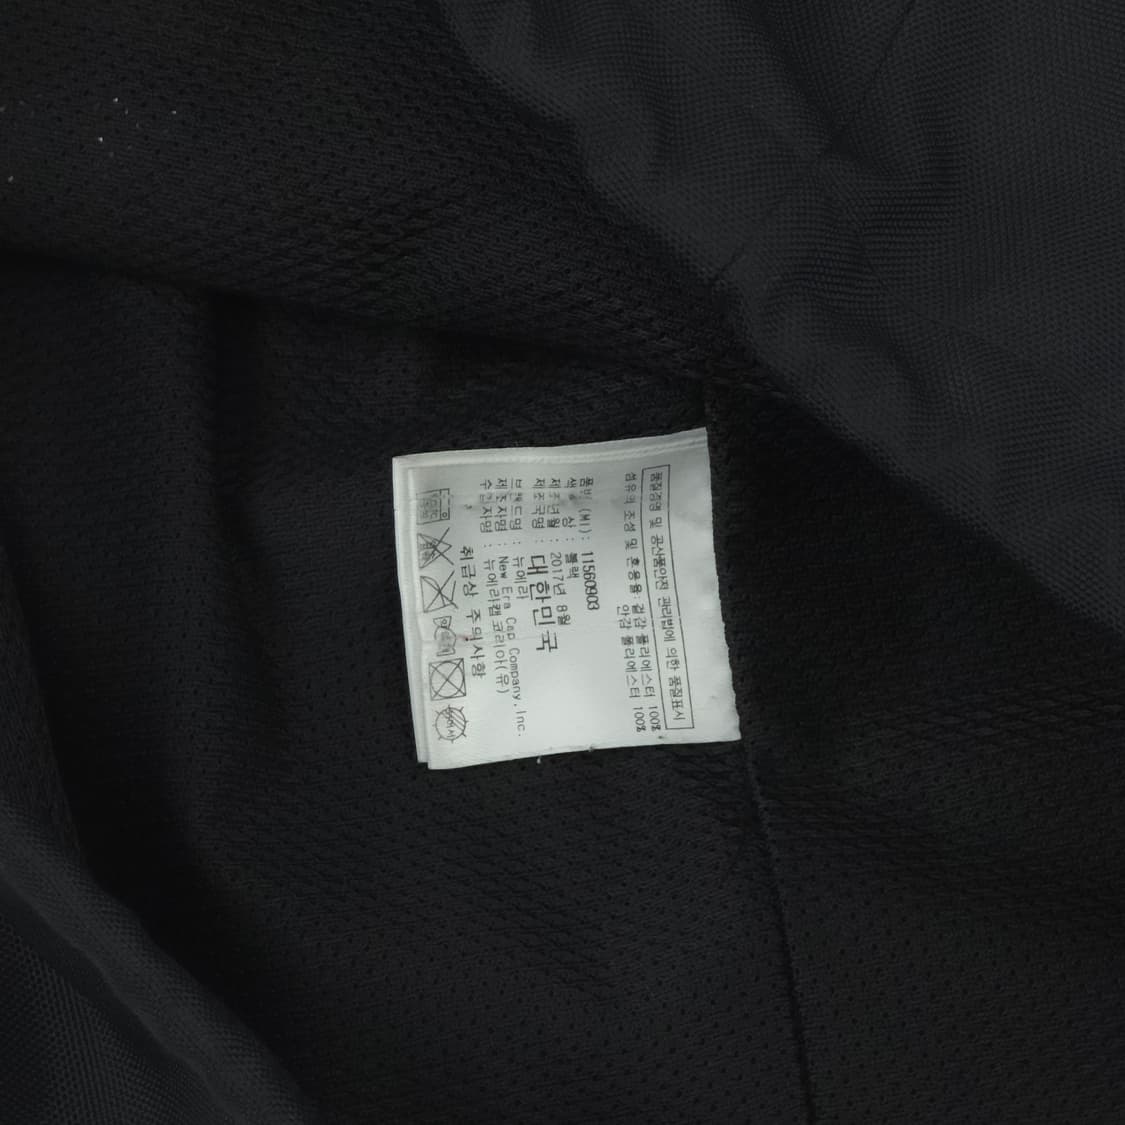 품질경영 및 공산품안전 관리법에 의한 품질표시
섬유의 조성 및 혼용율: 겉감 폴리에스터 100%
안감 폴리에스터 100%
품번 (MI): 11560903
색 상 : 블랙
제조년월 : 2017년 8월
제조국명 : 대한민국
브랜드명 : 뉴에라
제조자명 : New Era Cap Company, Inc.
수입자명 : 뉴에라캡코리아(유)
취급상 주의사항